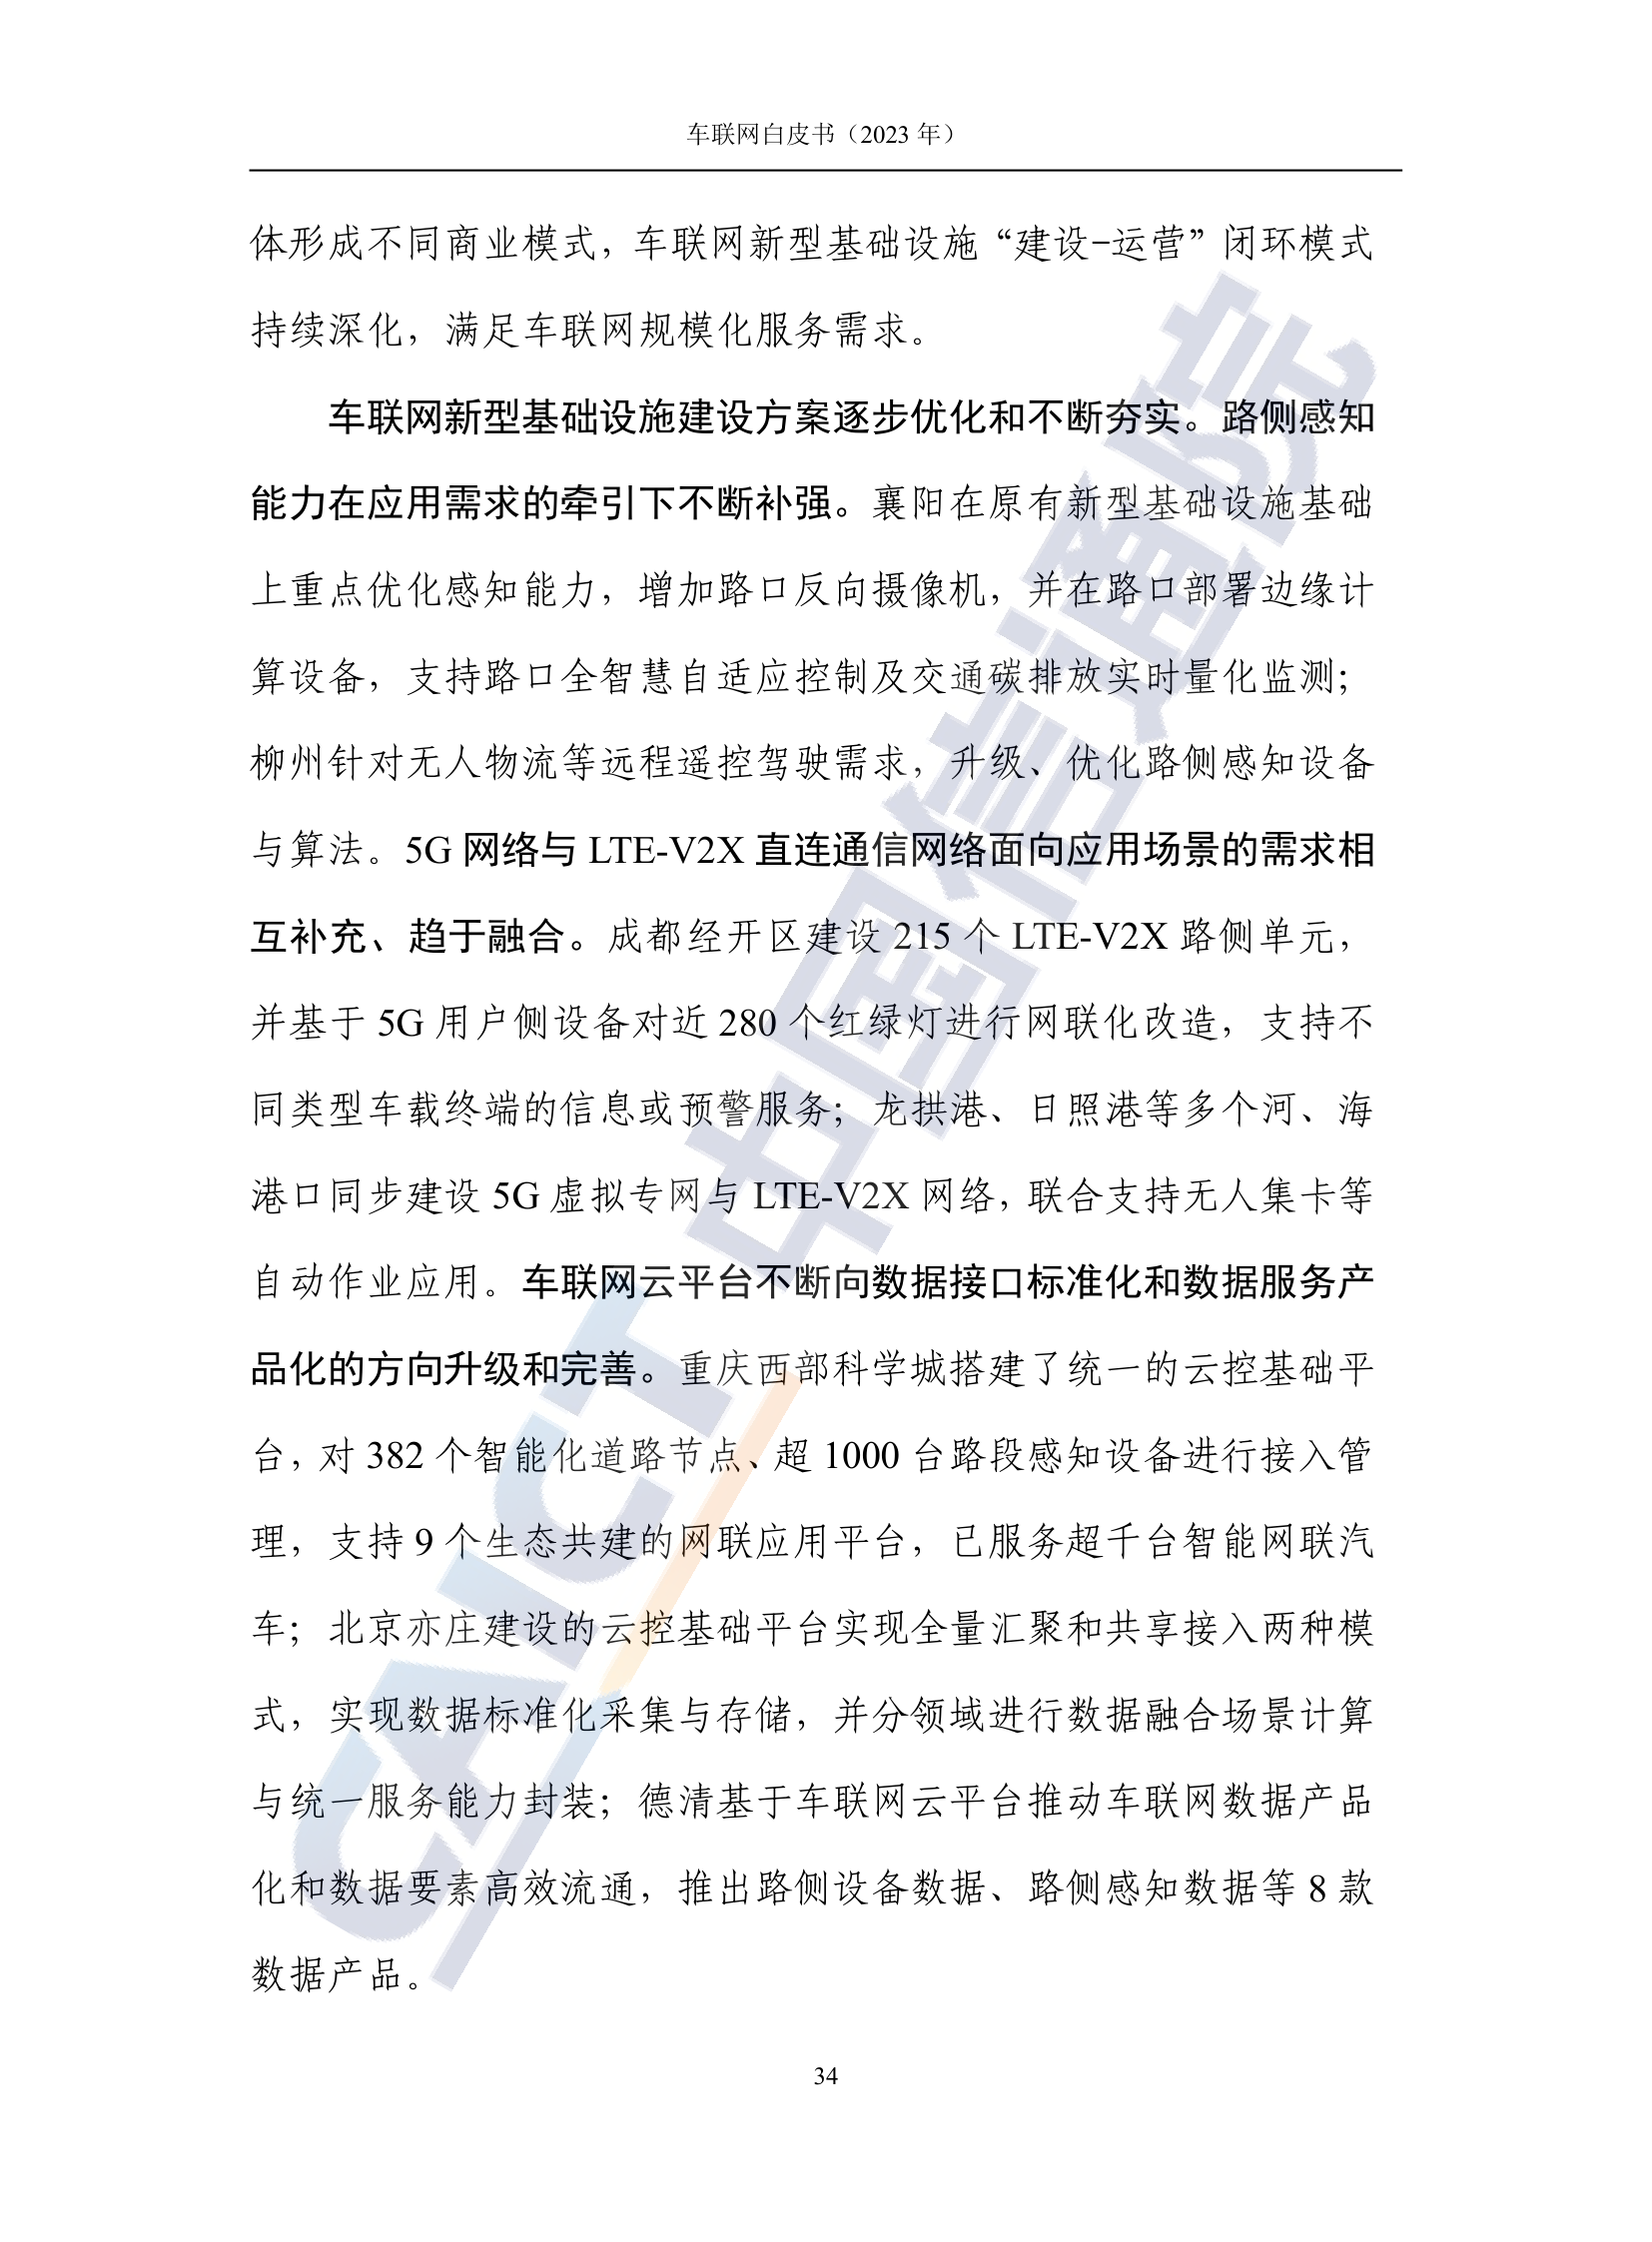 车联网白皮书（2023 年）
体形成不同商业模式，车联网新型基础设施“建设-运营”闭环模式
持续深化，满足车联网规模化服务需求。
车联网新型基础设施建设方案逐步优化和不断夯实。路侧感知
能力在应用需求的牵引下不断补强。襄阳在原有新型基础设施基础
上重点优化感知能力，增加路口反向摄像机，并在路口部署边缘计
算设备，支持路口全智慧自适应控制及交通碳排放实时量化监测；
柳州针对无人物流等远程遥控驾驶需求，升级、优化路侧感知设备
与算法。5G 网络与 LTE-V2X 直连通信网络面向应用场景的需求相
互补充、趋于融合。成都经开区建设 215 个 LTE-V2X 路侧单元，
并基于 5G 用户侧设备对近 280 个红绿灯进行网联化改造，支持不
同类型车载终端的信息或预警服务；龙拱港、日照港等多个河、海
港口同步建设 5G 虚拟专网与 LTE-V2X 网络，联合支持无人集卡等
自动作业应用。车联网云平台不断向数据接口标准化和数据服务产
品化的方向升级和完善。重庆西部科学城搭建了统一的云控基础平
台，对 382 个智能化道路节点、超 1000 台路段感知设备进行接入管
理，支持 9 个生态共建的网联应用平台，已服务超千台智能网联汽
车；北京亦庄建设的云控基础平台实现全量汇聚和共享接入两种模
式，实现数据标准化采集与存储，并分领域进行数据融合场景计算
与统一服务能力封装；德清基于车联网云平台推动车联网数据产品
化和数据要素高效流通，推出路侧设备数据、路侧感知数据等 8 款
数据产品。
34
CAICT 中国信通院